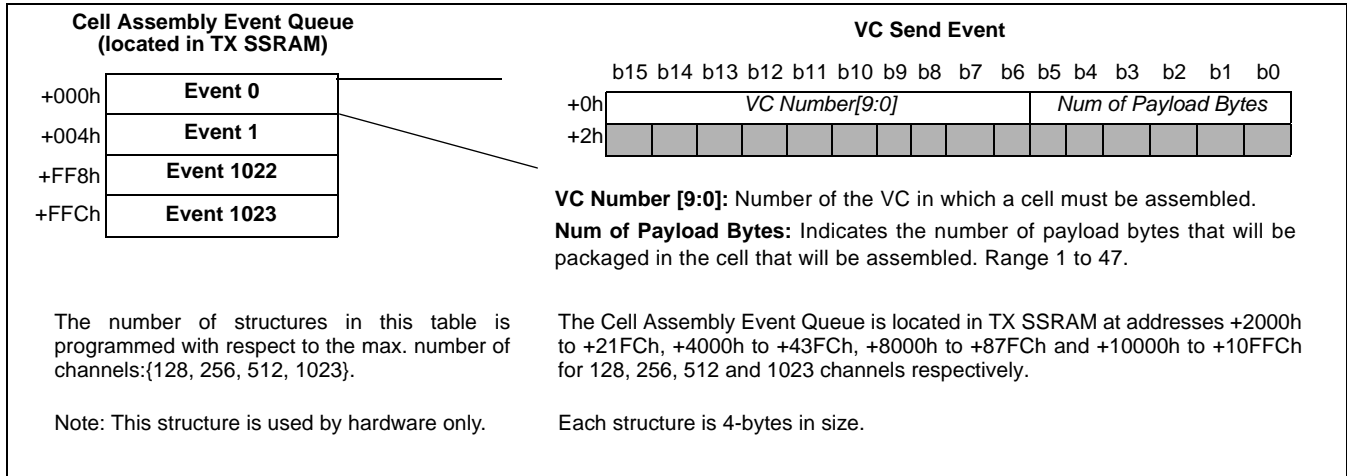 Cell Assembly Event Queue
(located in TX SSRAM)
+000h Event 0
+004h Event 1
+FF8h Event 1022
+FFCh Event 1023
VC Send Event
b15 b14 b13 b12 b11 b10 b9 b8 b7 b6 b5 b4 b3 b2 b1 b0
+0h VC Number[9:0] Num of Payload Bytes
+2h
VC Number [9:0]: Number of the VC in which a cell must be assembled.
Num of Payload Bytes: Indicates the number of payload bytes that will be
packaged in the cell that will be assembled. Range 1 to 47.
The number of structures in this table is
programmed with respect to the max. number of
channels:{128, 256, 512, 1023}.
Note: This structure is used by hardware only.
The Cell Assembly Event Queue is located in TX SSRAM at addresses +2000h
to +21FCh, +4000h to +43FCh, +8000h to +87FCh and +10000h to +10FFCh
for 128, 256, 512 and 1023 channels respectively.
Each structure is 4-bytes in size.